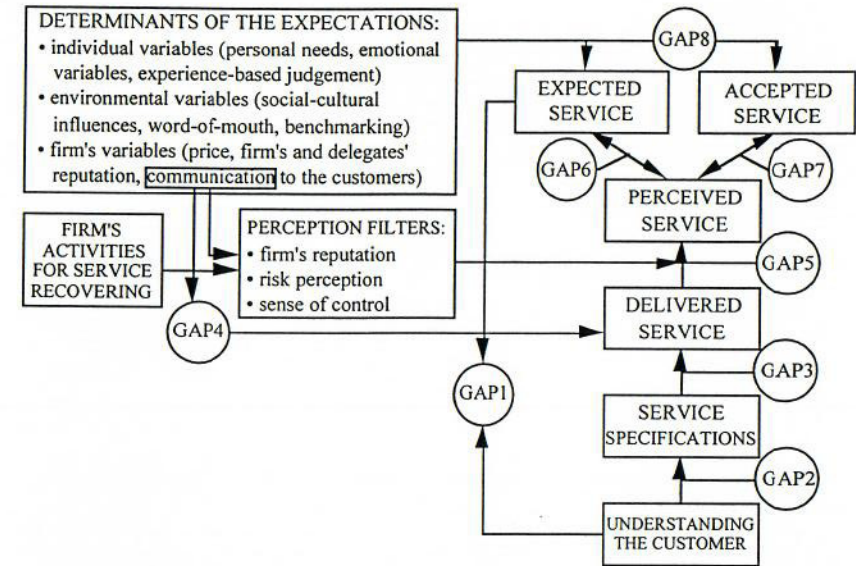 DETERMINANTS OF THE EXPECTATIONS:
• individual variables (personal needs, emotional
variables, experience-based judgement)
• environmental variables (social-cultural
influences, word-of-mouth, benchmarking)
• firm's variables (price, firm's and delegates'
reputation, communication to the customers)
GAP8
EXPECTED
SERVICE
ACCEPTED
SERVICE
GAP6
GAP7
PERCEIVED
SERVICE
FIRM'S
ACTIVITIES
FOR SERVICE
RECOVERING
PERCEPTION FILTERS:
• firm's reputation
• risk perception
• sense of control
GAP5
GAP4
DELIVERED
SERVICE
GAP3
GAP1
SERVICE
SPECIFICATIONS
GAP2
UNDERSTANDING
THE CUSTOMER